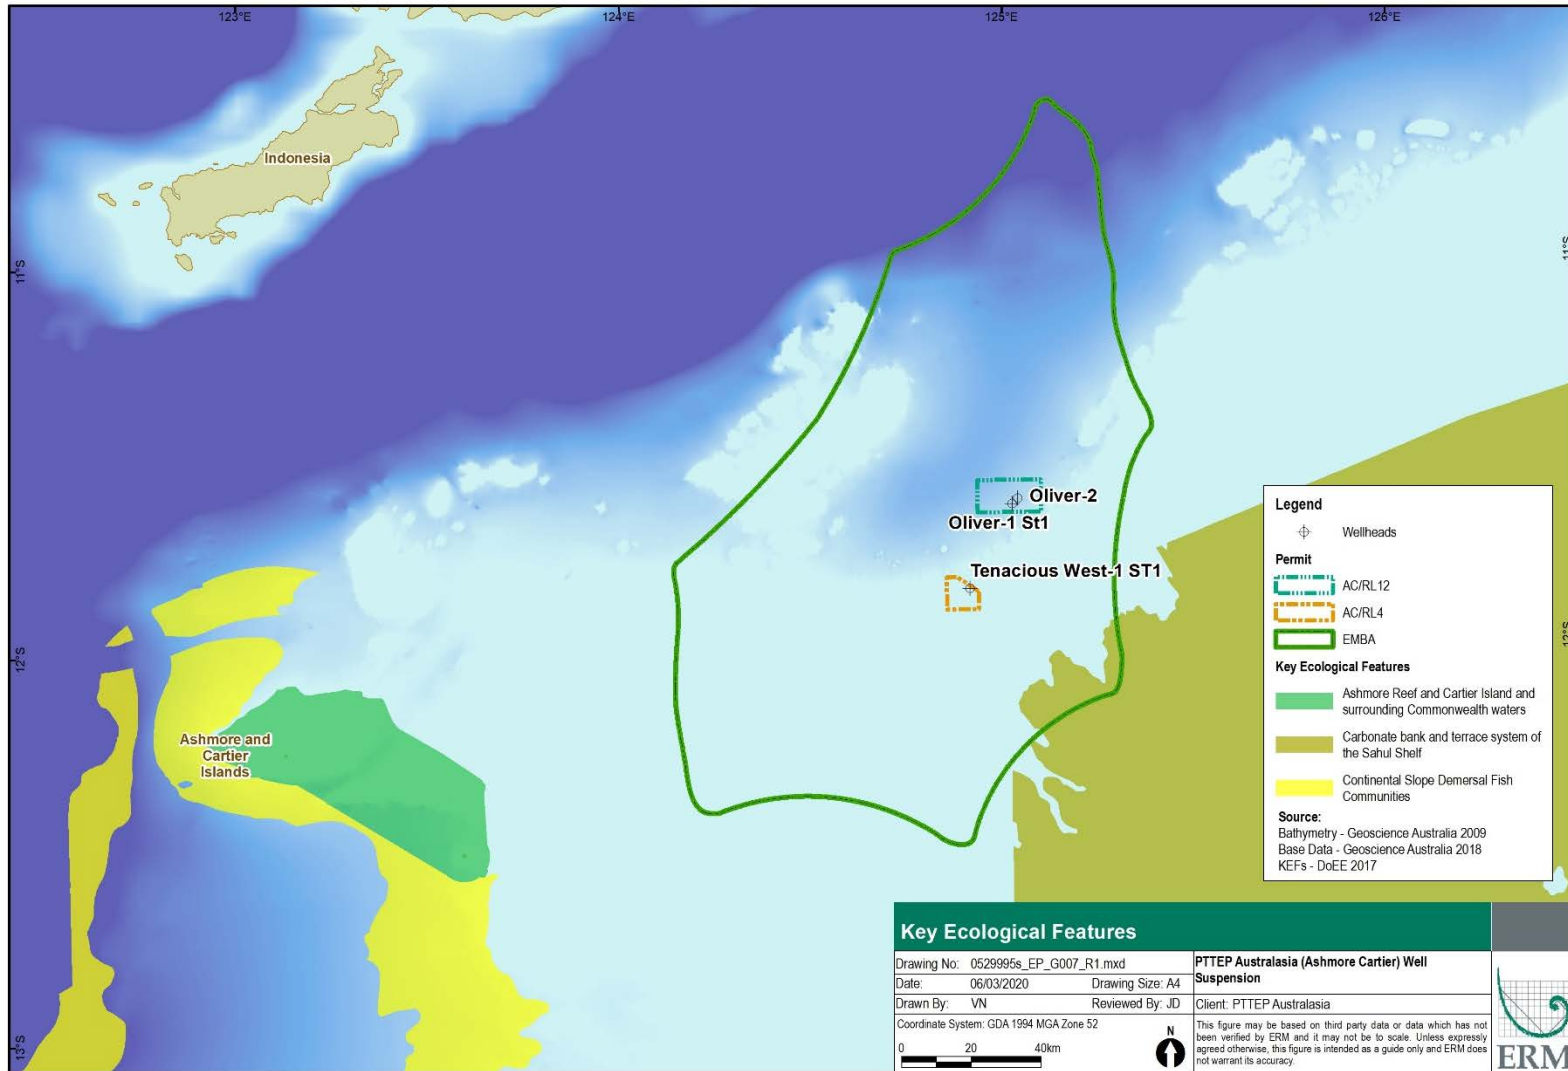 123°E
124°E
125°E
126°E
Indonesia
11°S
11°S
Oliver-2
Oliver-1 St1
Tenacious West-1 ST1
12°S
12°S
Ashmore and
Cartier
Islands
13°S
Legend
Wellheads
Permit
AC/RL12
AC/RL4
EMBA
Key Ecological Features
Ashmore Reef and Cartier Island and
surrounding Commonwealth waters
Carbonate bank and terrace system of
the Sahul Shelf
Continental Slope Demersal Fish
Communities
Source:
Bathymetry - Geoscience Australia 2009
Base Data - Geoscience Australia 2018
KEFs - DoEE 2017
Key Ecological Features
Drawing No: 0529995s_EP_G007_R1.mxd
Date: 06/03/2020 Drawing Size: A4
Drawn By: VN Reviewed By: JD
Coordinate System: GDA 1994 MGA Zone 52
0 20 40km
N
PTTEP Australasia (Ashmore Cartier) Well
Suspension
Client: PTTEP Australasia
This figure may be based on third party data or data which has not
been verified by ERM and it may not be to scale. Unless expressly
agreed otherwise, this figure is intended as a guide only and ERM does
not warrant its accuracy.
ERM